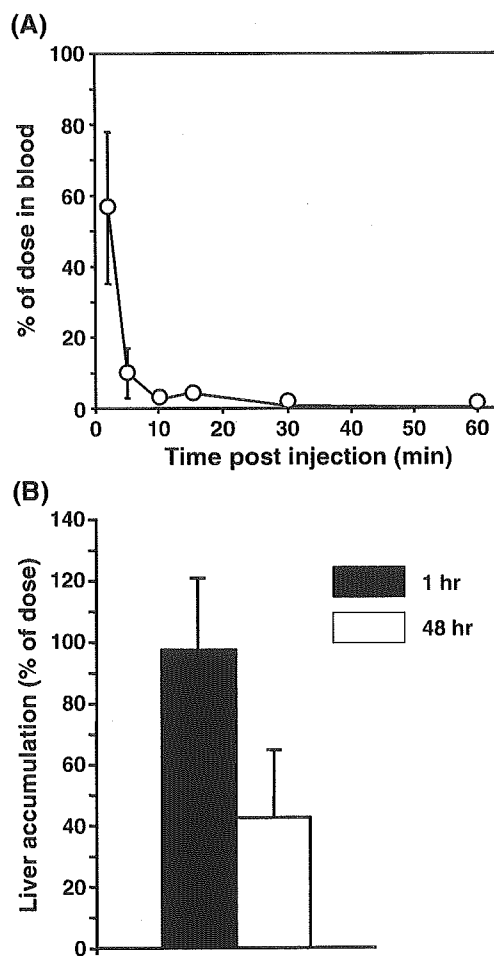 (A)
% of dose in blood
100
80
60
40
20
0
0 10 20 30 40 50 60
Time post injection (min)
(B)
Liver accumulation (% of dose)
140
120
100
80
60
40
20
0
1 hr
48 hr